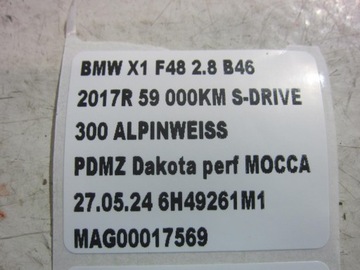 BMW X1 F48 2.8 B46
2017R 59 000KM S-DRIVE
300 ALPINWEISS
PDMZ Dakota perf MOCCA
27.05.24 6H49261M1
MAG00017569